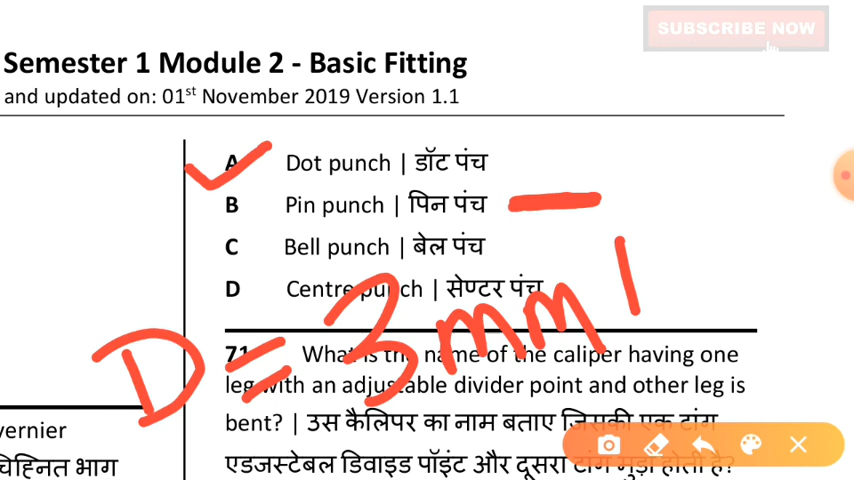 SUBSCRIBE NOW
Semester 1 Module 2 - Basic Fitting
and updated on: 01st November 2019 Version 1.1
A Dot punch | डॉट पंच
B Pin punch | पिन पंच
C Bell punch | बेल पंच
D Centre punch | सेण्टर पंच
D = 3mm
71 What is the name of the caliper having one
leg with an adjustable divider point and other leg is
bent? | उस कैलिपर का नाम बताए जिसकी एक टांग
एडजस्टेबल डिवाइड पॉइंट और दूसरा टांग मुड़ा होती है?
vernier
चिह्नित भाग